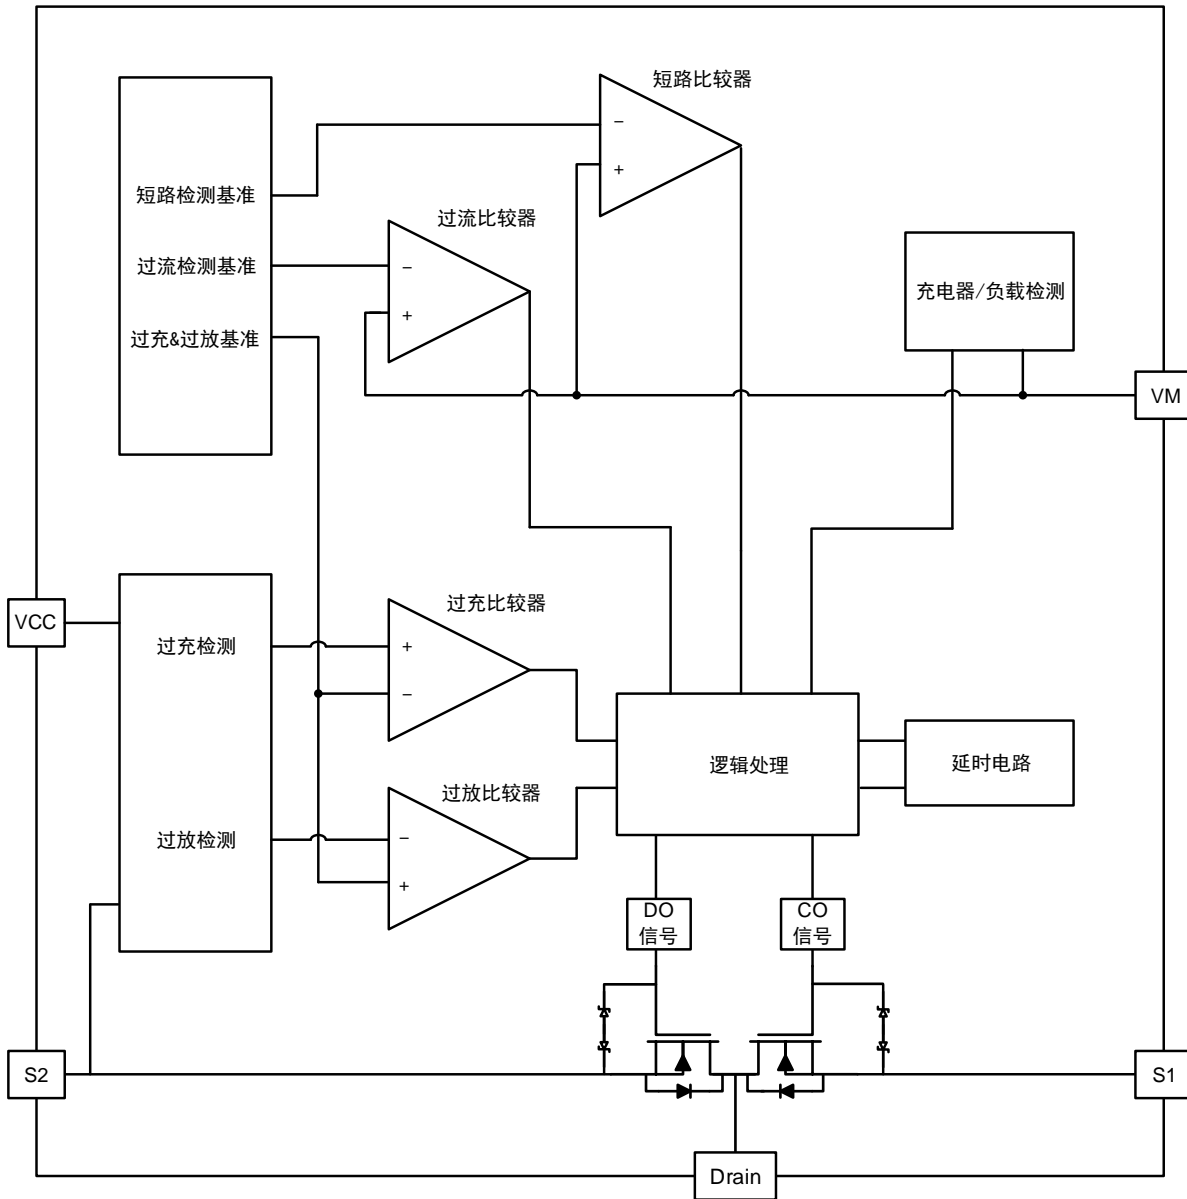 短路比较器
-
+
短路检测基准
过流比较器
过流检测基准
-
+
过充&过放基准
充电器/负载检测
VM
VCC
过充比较器
过充检测
+
-
逻辑处理
延时电路
过放比较器
过放检测
-
+
DO
信号
CO
信号
S2
S1
Drain